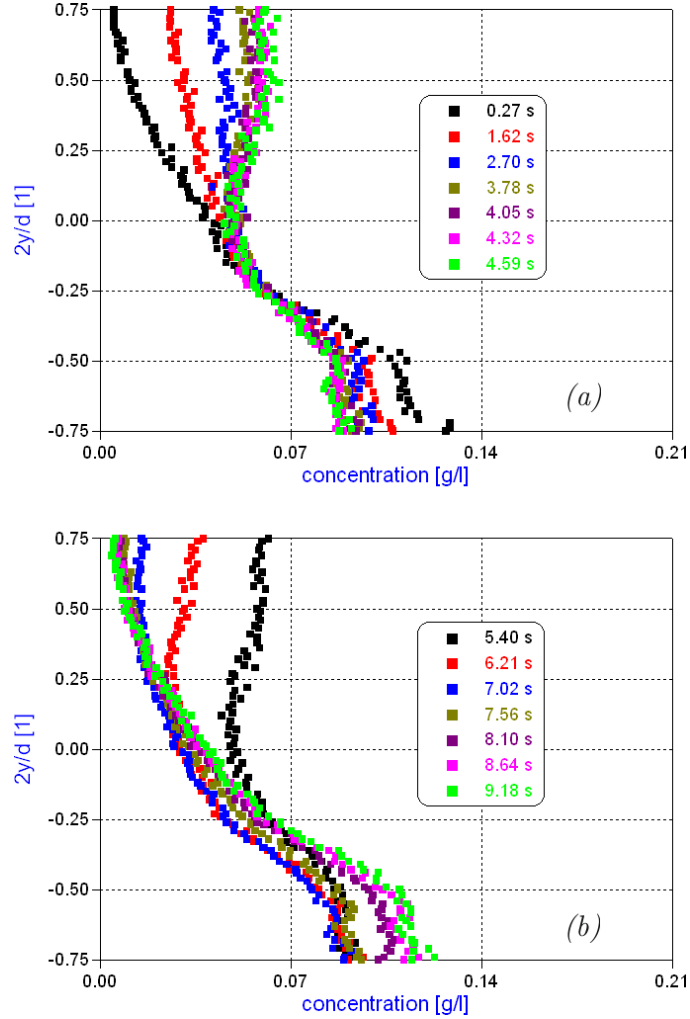 0.75
0.50
0.25
0.00
-0.25
-0.50
-0.75
2y/d [1]
0.27 s
1.62 s
2.70 s
3.78 s
4.05 s
4.32 s
4.59 s
(a)
0.00 0.07 0.14 0.21
concentration [g/l]
0.75
0.50
0.25
0.00
-0.25
-0.50
-0.75
2y/d [1]
5.40 s
6.21 s
7.02 s
7.56 s
8.10 s
8.64 s
9.18 s
(b)
0.00 0.07 0.14 0.21
concentration [g/l]